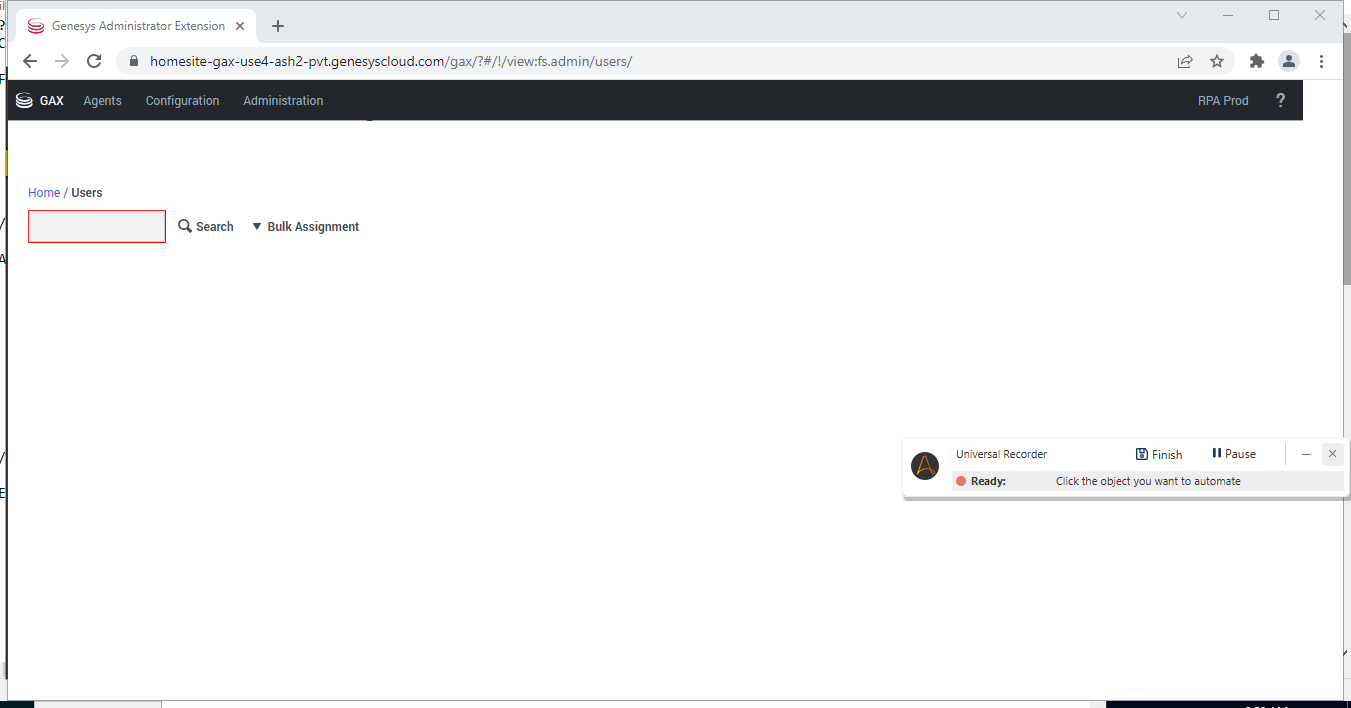 Genesys Administrator Extension
homesite-gax-use4-ash2-pvt.genesyscloud.com/gax/?#/!/view:fs.admin/users/
GAX Agents Configuration Administration RPA Prod ?
Home / Users
Search Bulk Assignment
Universal Recorder Finish Pause
Ready: Click the object you want to automate